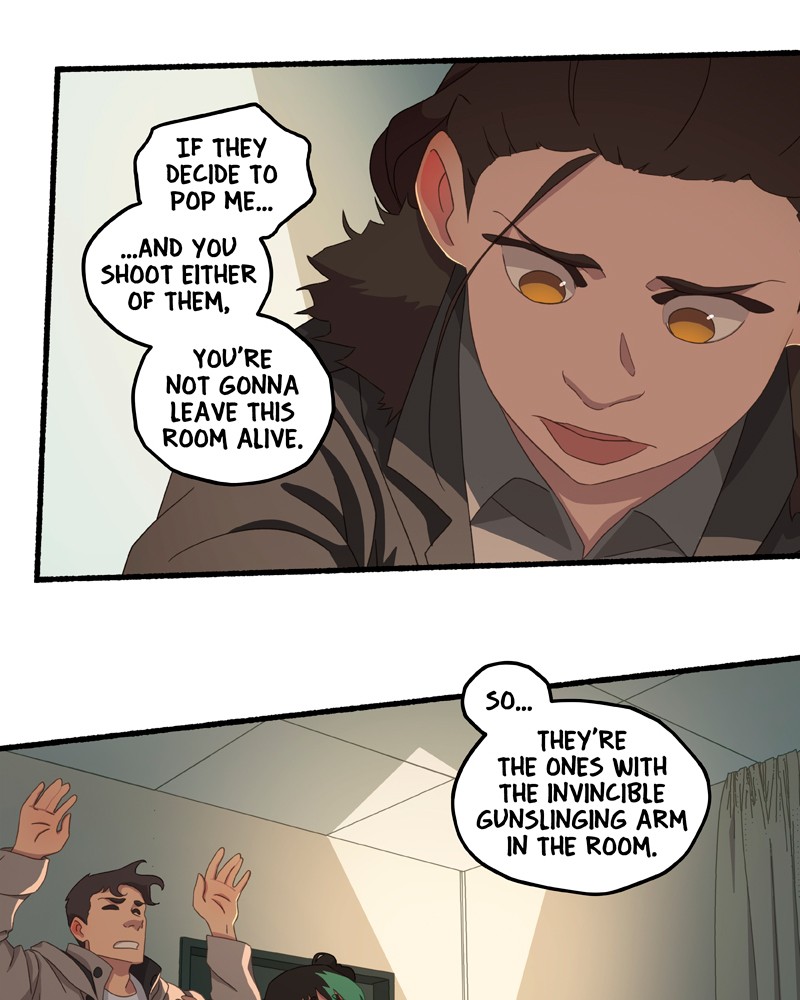 IF THEY
DECIDE TO
POP ME...
...AND YOU
SHOOT EITHER
OF THEM,
YOU'RE
NOT GONNA
LEAVE THIS
ROOM ALIVE.
SO...
THEY'RE
THE ONES WITH
THE INVINCIBLE
GUNSLINGING ARM
IN THE ROOM.